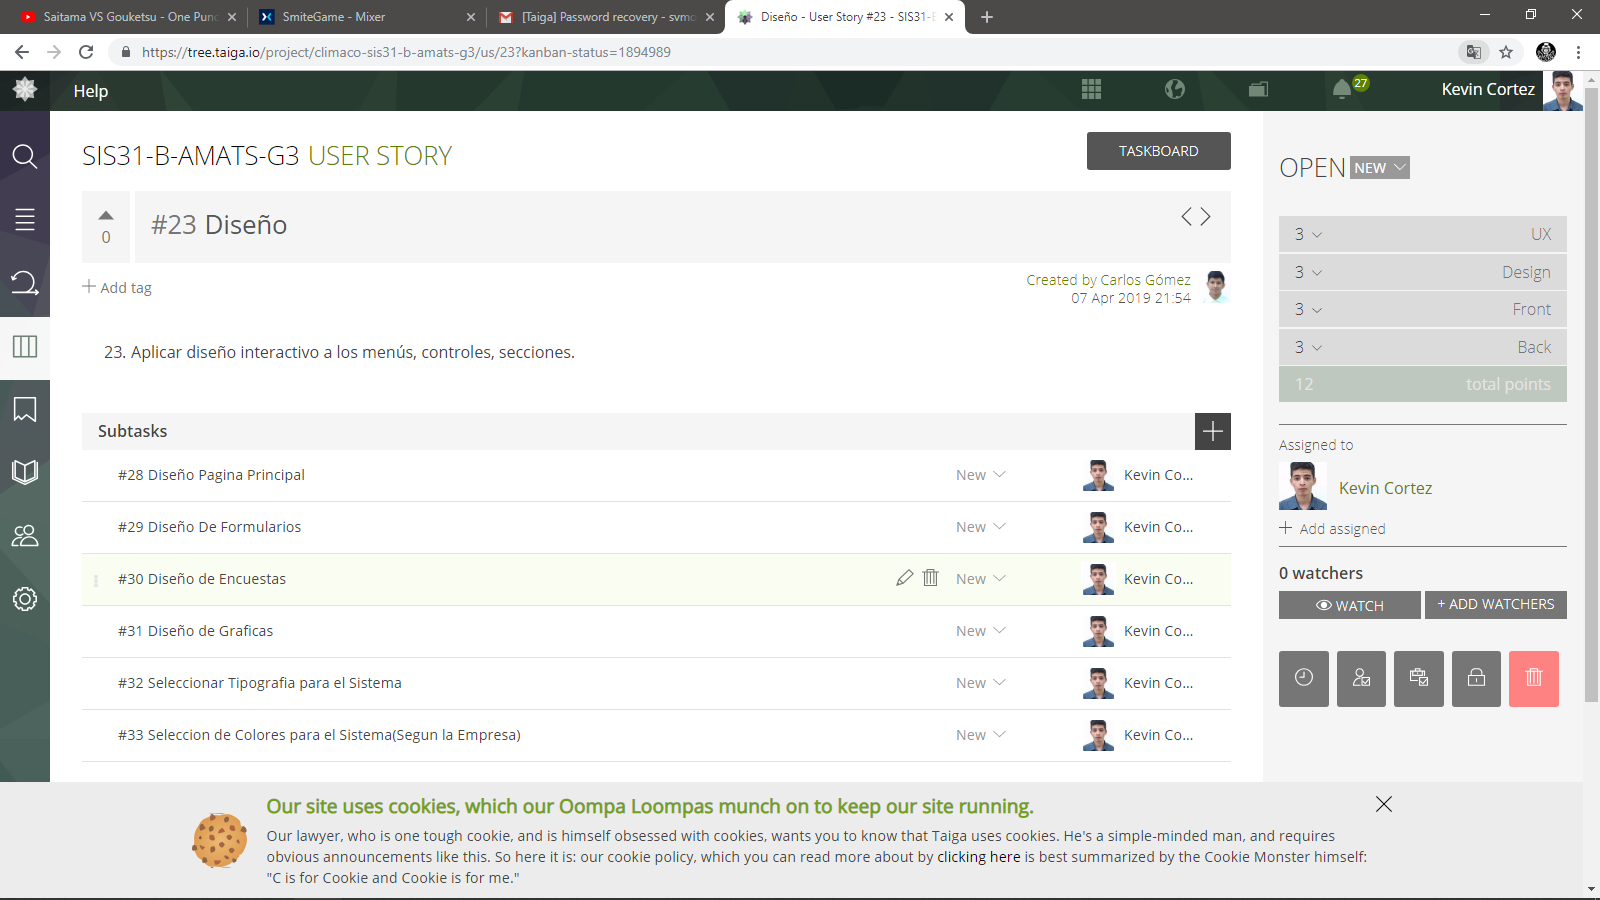 Saitama VS Gouketsu - One Punc
SmiteGame - Mixer
[Taiga] Password recovery - svmo
Diseño - User Story #23 - SIS31-B
https://tree.taiga.io/project/climaco-sis31-b-amats-g3/us/23?kanban-status=1894989
Help
27
Kevin Cortez
SIS31-B-AMATS-G3 USER STORY
TASKBOARD
0
#23 Diseño
Add tag
Created by Carlos Gómez
07 Apr 2019 21:54
23. Aplicar diseño interactivo a los menús, controles, secciones.
Subtasks
#28 Diseño Pagina Principal New Kevin Co...
#29 Diseño De Formularios New Kevin Co...
#30 Diseño de Encuestas New Kevin Co...
#31 Diseño de Graficas New Kevin Co...
#32 Seleccionar Tipografia para el Sistema New Kevin Co...
#33 Seleccion de Colores para el Sistema(Segun la Empresa) New Kevin Co...
OPEN NEW
3 UX
3 Design
3 Front
3 Back
12 total points
Assigned to
Kevin Cortez
Add assigned
0 watchers
WATCH
+ ADD WATCHERS
Our site uses cookies, which our Oompa Loompas munch on to keep our site running.
Our lawyer, who is one tough cookie, and is himself obsessed with cookies, wants you to know that Taiga uses cookies. He's a simple-minded man, and requires
obvious announcements like this. So here it is: our cookie policy, which you can read more about by clicking here is best summarized by the Cookie Monster himself:
"C is for Cookie and Cookie is for me."